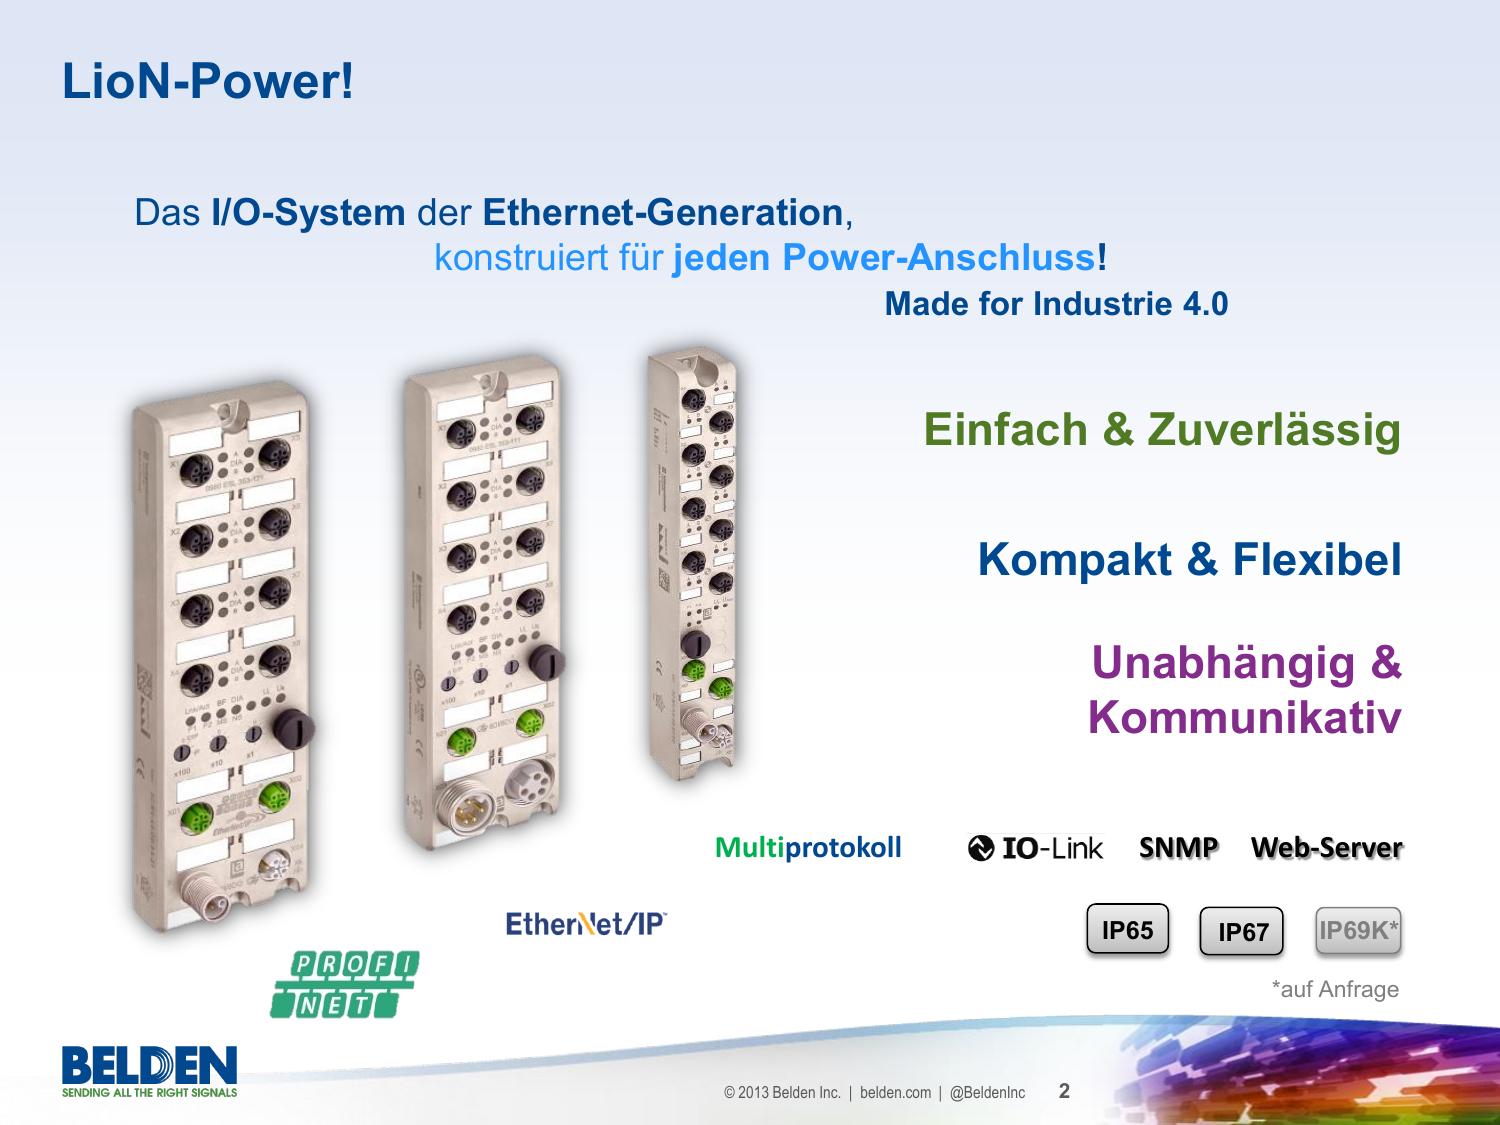 LioN-Power!
Das I/O-System der Ethernet-Generation,
konstruiert für jeden Power-Anschluss!
Made for Industrie 4.0
Einfach & Zuverlässig
Kompakt & Flexibel
Unabhängig &
Kommunikativ
Multiprotokoll
IO-Link
SNMP
Web-Server
EtherNet/IP™
IP65
IP67
IP69K*
*auf Anfrage
PROFI
NET
BELDEN
SENDING ALL THE RIGHT SIGNALS
© 2013 Belden Inc. | belden.com | @BeldenInc 2